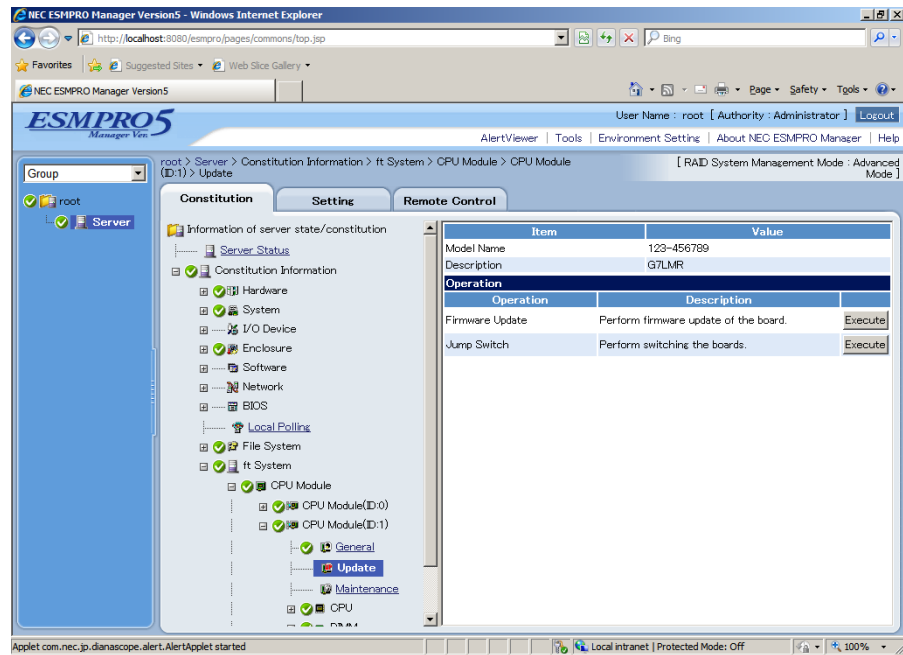 NEC ESMPRO Manager Version5 - Windows Internet Explorer
http://localhost:8080/esmpro/pages/commons/top.jsp
Bing
Favorites Suggested Sites Web Slice Gallery
NEC ESMPRO Manager Version5
Page Safety Tools
ESMPRO5
Manager Ver.
User Name : root [ Authority : Administrator ] Logout
AlertViewer | Tools | Environment Setting | About NEC ESMPRO Manager | Help
Group
root
Server
root > Server > Constitution Information > ft System > CPU Module > CPU Module
(ID:1) > Update
[ RAID System Management Mode : Advanced
Mode ]
Constitution Setting Remote Control
Information of server state/constitution
Server Status
Constitution Information
Hardware
System
I/O Device
Enclosure
Software
Network
BIOS
Local Polling
File System
ft System
CPU Module
CPU Module(ID:0)
CPU Module(ID:1)
General
Update
Maintenance
CPU
DIMM
Item Value
Model Name 123-456789
Description G7LMR
Operation
Operation Description
Firmware Update Perform firmware update of the board. Execute
Jump Switch Perform switching the boards. Execute
Applet com.nec.jp.dianascope.alert.AlertApplet started
Local intranet | Protected Mode: Off
100%